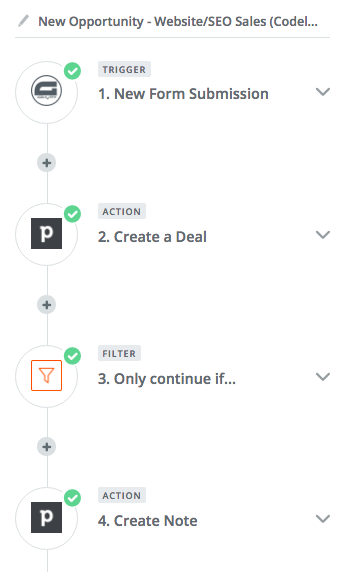 New Opportunity - Website/SEO Sales (Codel...
TRIGGER
1. New Form Submission
ACTION
p
2. Create a Deal
FILTER
3. Only continue if...
ACTION
p
4. Create Note